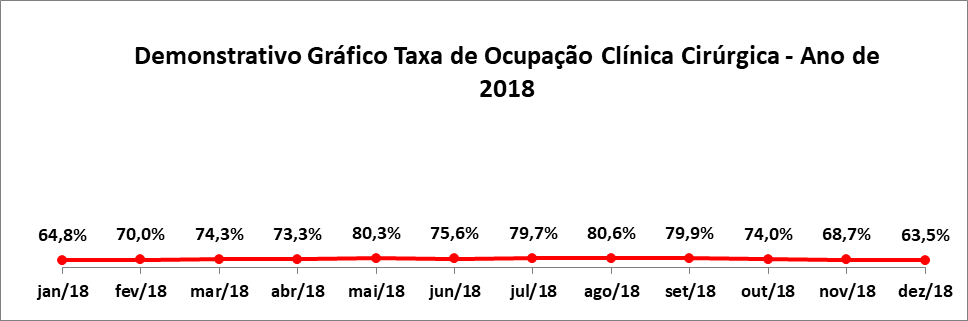 Demonstrativo Gráfico Taxa de Ocupação Clínica Cirúrgica - Ano de
2018
64,8% 70,0% 74,3% 73,3% 80,3% 75,6% 79,7% 80,6% 79,9% 74,0% 68,7% 63,5%
jan/18 fev/18 mar/18 abr/18 mai/18 jun/18 jul/18 ago/18 set/18 out/18 nov/18 dez/18